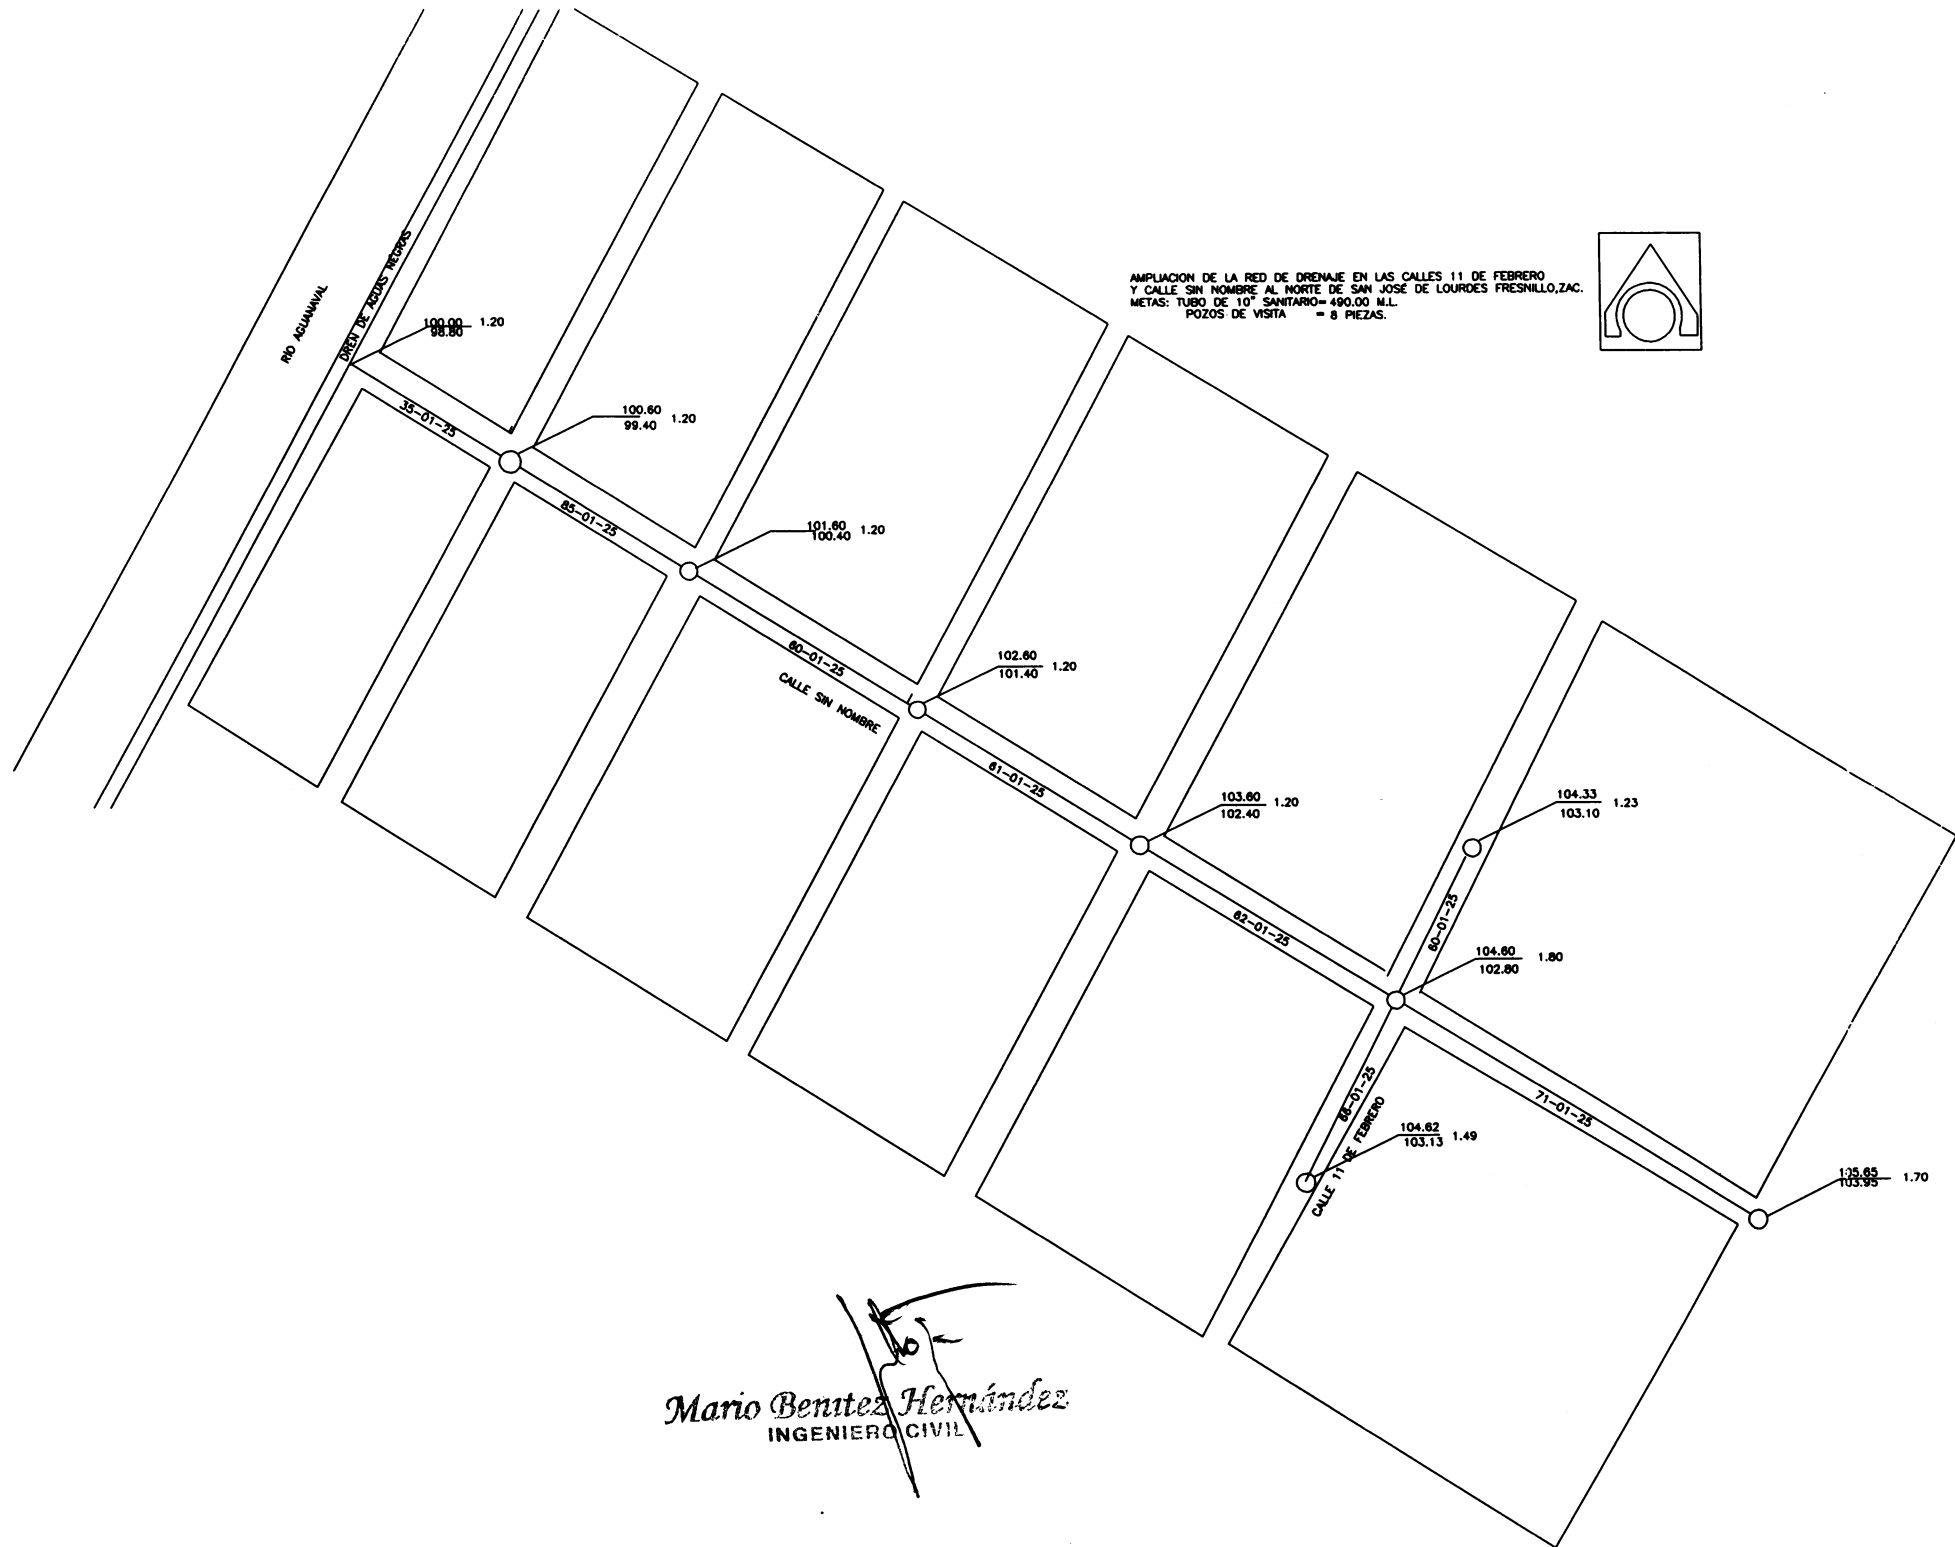 AMPLIACION DE LA RED DE DRENAJE EN LAS CALLES 11 DE FEBRERO
Y CALLE SIN NOMBRE AL NORTE DE SAN JOSÉ DE LOURDES FRESNILLO,ZAC.
METAS: TUBO DE 10" SANITARIO= 490.00 M.L.
POZOS DE VISITA = 8 PIEZAS.
RÍO AGUANAVAL
DREN DE AGUAS NEGRAS
100.00 1.20
98.80
35-01-25
100.60 1.20
99.40
85-01-25
101.60 1.20
100.40
60-01-25
CALLE SIN NOMBRE
102.60 1.20
101.40
61-01-25
103.60 1.20
102.40
62-01-25
104.33 1.23
103.10
60-01-25
104.60 1.80
102.80
68-01-25
CALLE 11 DE FEBRERO
71-01-25
104.62 1.49
103.13
105.65 1.70
103.95
Mario Benitez Hernández
INGENIERO CIVIL